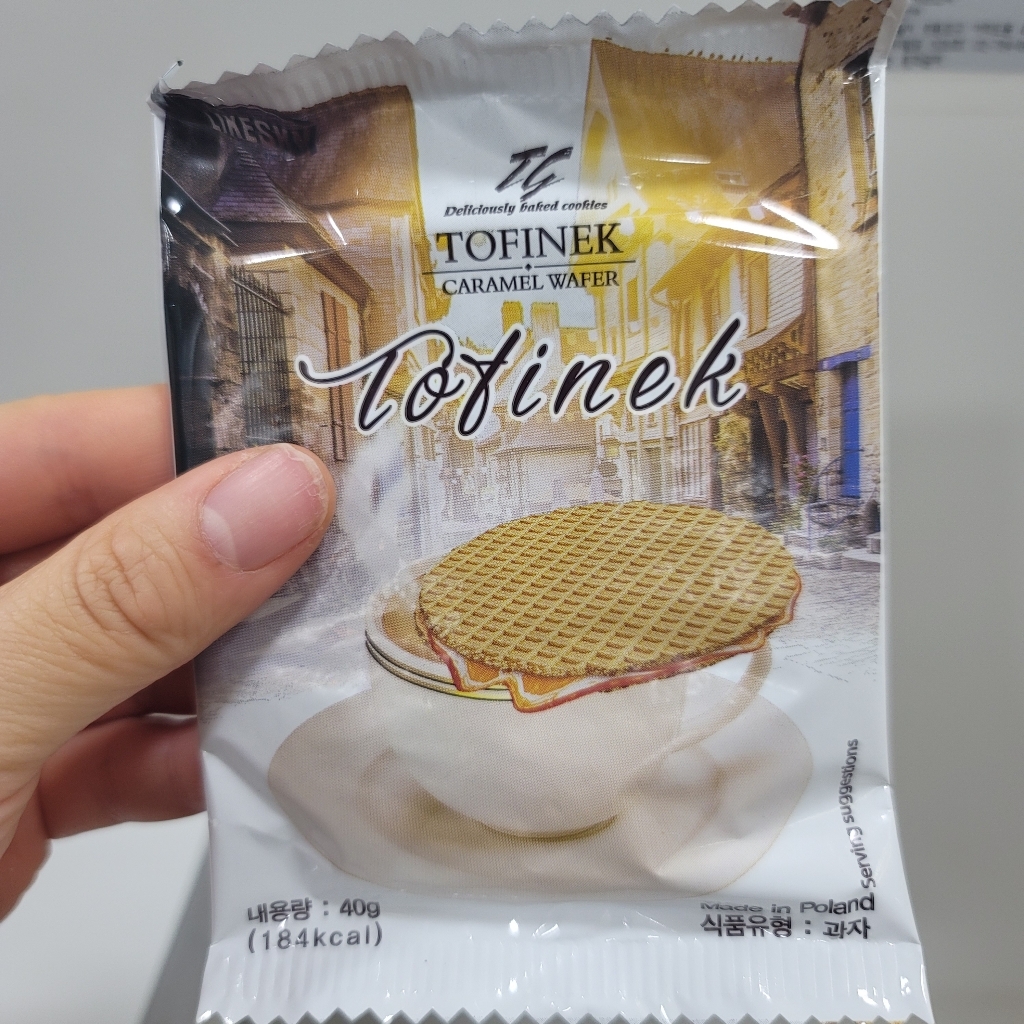 TG
Deliciously baked cookies
TOFINEK
CARAMEL WAFER
Tofinek
Serving suggestions
내용량 : 40g
(184kcal)
Made in Poland
식품유형 : 과자